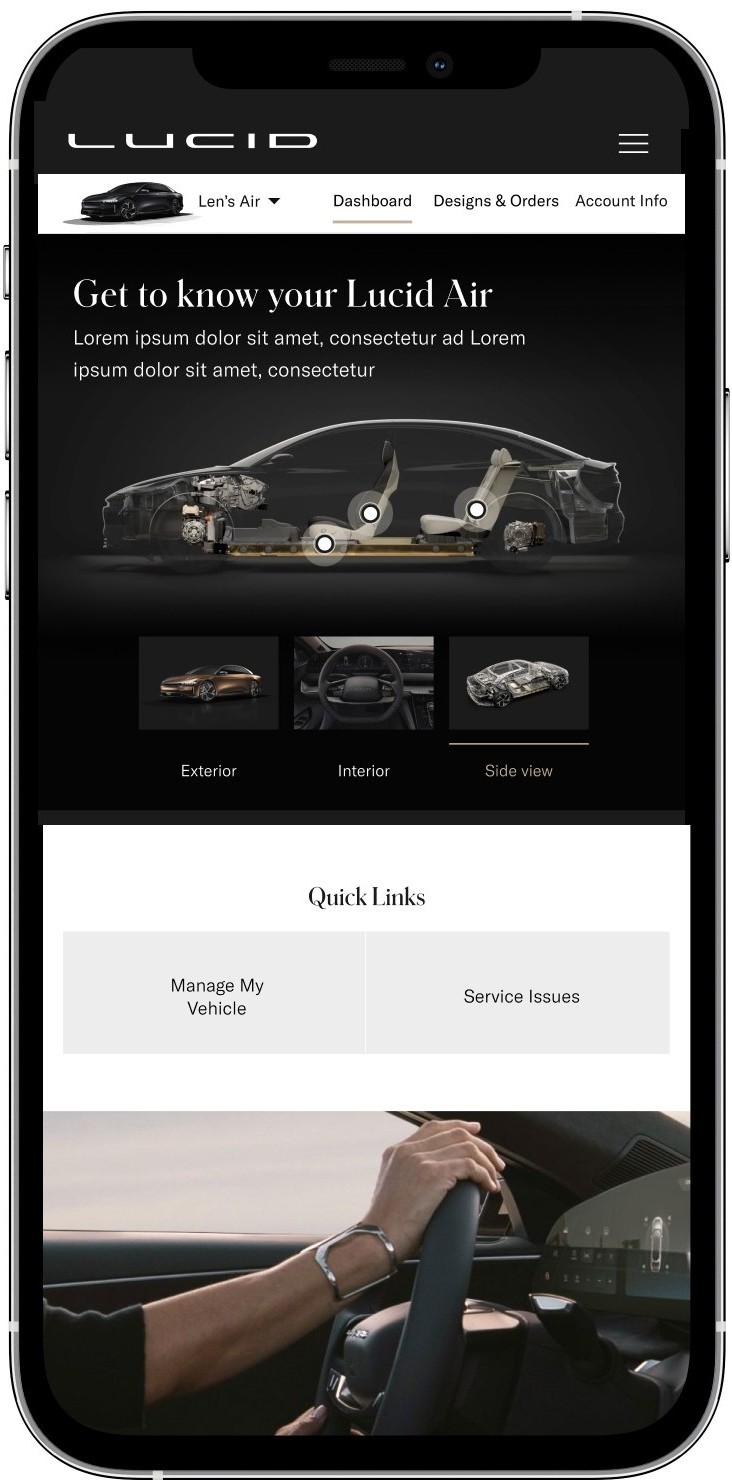 LUCID
Len's Air
Dashboard
Designs & Orders
Account Info
Get to know your Lucid Air
Lorem ipsum dolor sit amet, consectetur ad Lorem
ipsum dolor sit amet, consectetur
Exterior
Interior
Side view
Quick Links
Manage My
Vehicle
Service Issues